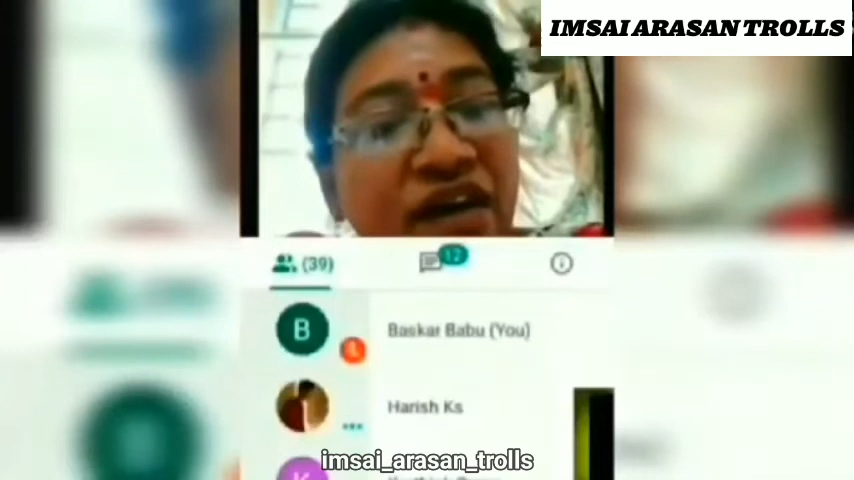 IMSAI ARASAN TROLLS
(39)
12
B
Baskar Babu (You)
Harish Ks
imsai_arasan_trolls